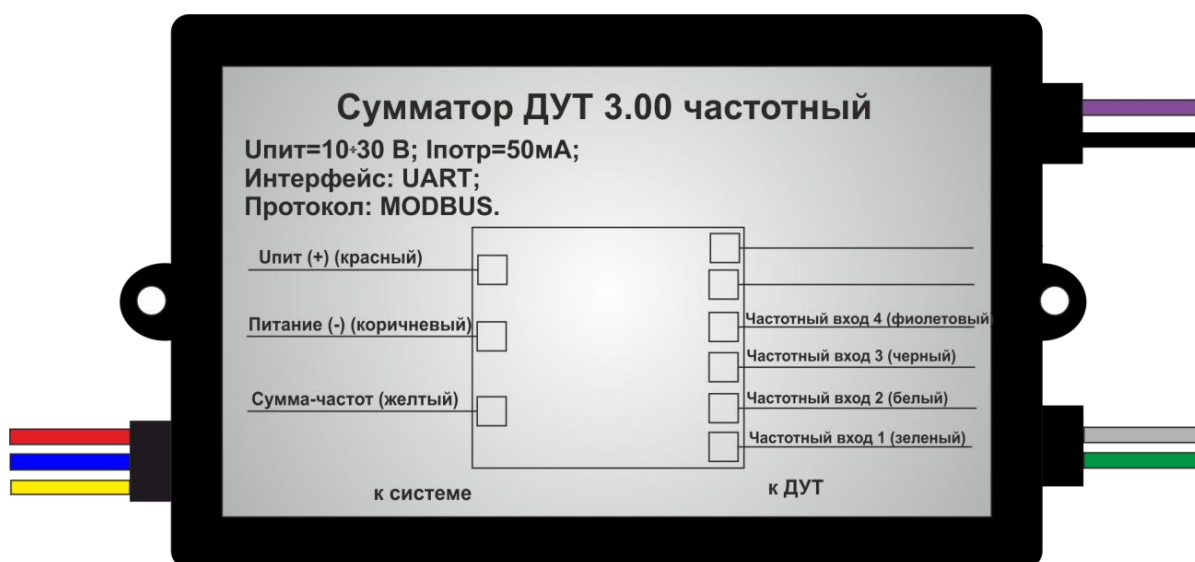 Сумматор ДУТ 3.00 частотный
Uпит=10÷30 В; Iпотр=50мА;
Интерфейс: UART;
Протокол: MODBUS.
Uпит (+) (красный)
Питание (-) (коричневый)
Сумма-частот (желтый)
Частотный вход 4 (фиолетовый)
Частотный вход 3 (черный)
Частотный вход 2 (белый)
Частотный вход 1 (зеленый)
к системе
к ДУТ